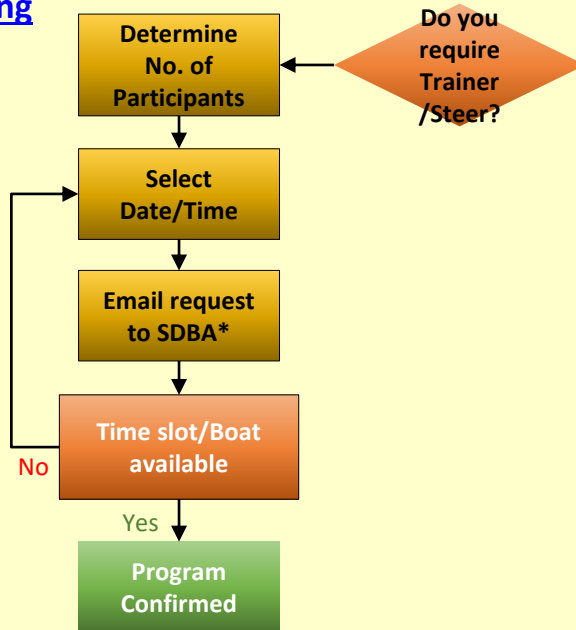 ng
Determine
No. of
Participants
Do you
require
Trainer
/Steer?
Select
Date/Time
Email request
to SDBA*
Time slot/Boat
available
No
Yes
Program
Confirmed